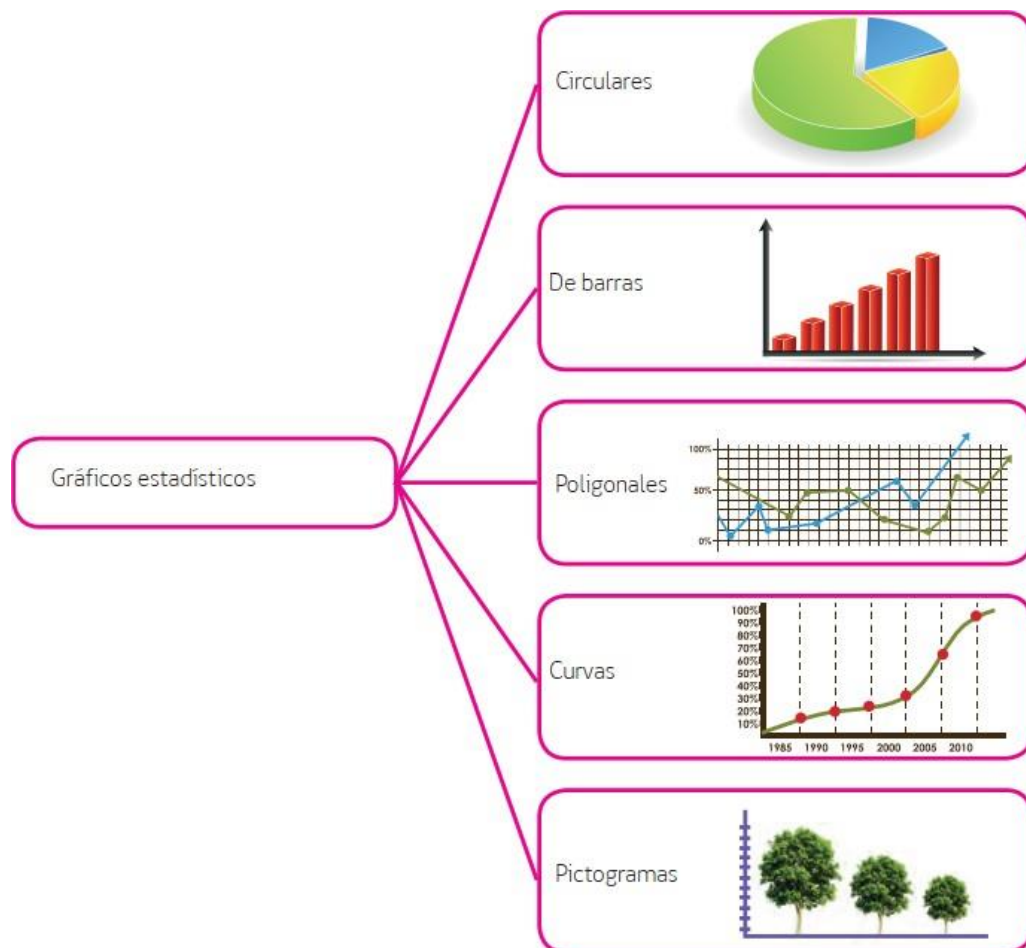 Circulares
De barras
Gráficos estadísticos
Poligonales
100%
50%
0%
Curvas
100%
90%
80%
70%
60%
50%
40%
30%
20%
10%
1985 1990 1995 2000 2005 2010
Pictogramas